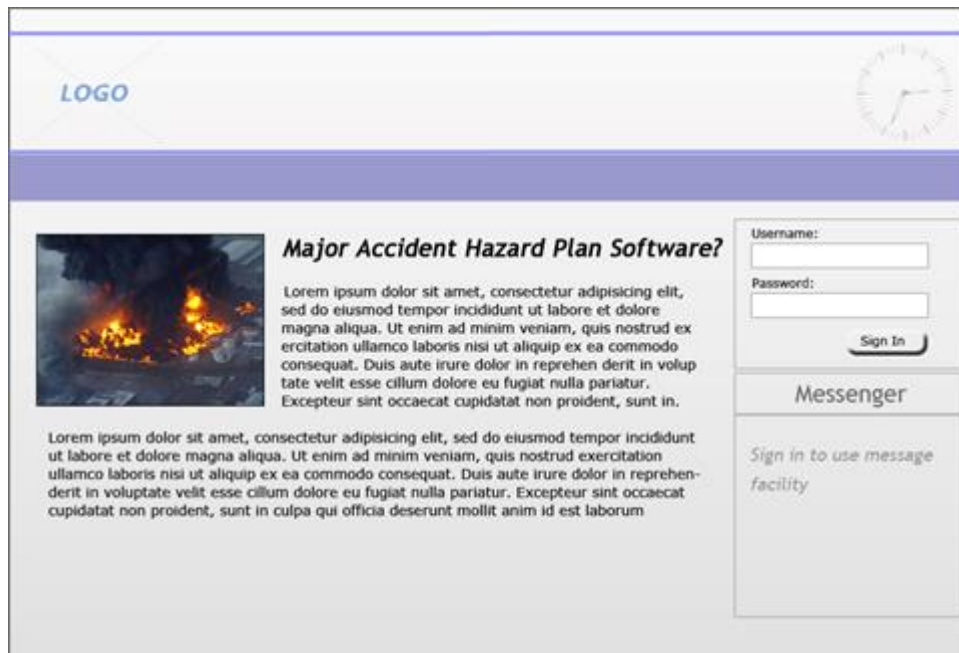 LOGO
Major Accident Hazard Plan Software?
Lorem ipsum dolor sit amet, consectetur adipisicing elit,
sed do eiusmod tempor incididunt ut labore et dolore
magna aliqua. Ut enim ad minim veniam, quis nostrud ex
ercitation ullamco laboris nisi ut aliquip ex ea commodo
consequat. Duis aute irure dolor in reprehen derit in volup
tate velit esse cillum dolore eu fugiat nulla pariatur.
Excepteur sint occaecat cupidatat non proident, sunt in.
Lorem ipsum dolor sit amet, consectetur adipisicing elit, sed do eiusmod tempor incididunt
ut labore et dolore magna aliqua. Ut enim ad minim veniam, quis nostrud exercitation
ullamco laboris nisi ut aliquip ex ea commodo consequat. Duis aute irure dolor in reprehen-
derit in voluptate velit esse cillum dolore eu fugiat nulla pariatur. Excepteur sint occaecat
cupidatat non proident, sunt in culpa qui officia deserunt mollit anim id est laborum
Username:
Password:
Sign In
Messenger
Sign in to use message
facility